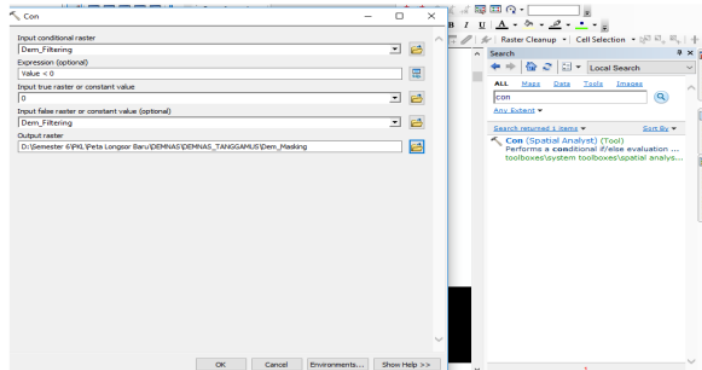 Con
Input conditional raster
Dem_Filtering
Expression (optional)
Value < 0
Input true raster or constant value
0
Input false raster or constant value (optional)
Dem_Filtering
Output raster
D:\Semester 6\PKL\Peta Longsor Baru\DEMNAS\DEMNAS_TANGGAMUS\Dem_Masking
OK Cancel Environments... Show Help >>
B I U A
Raster Cleanup Cell Selection
Search
Local Search
ALL Maps Data Tools Images
con
Any Extent
Search returned 1 items Sort By
Con (Spatial Analyst) (Tool)
Performs a conditional if/else evaluation ...
toolboxes\system toolboxes\spatial analys...